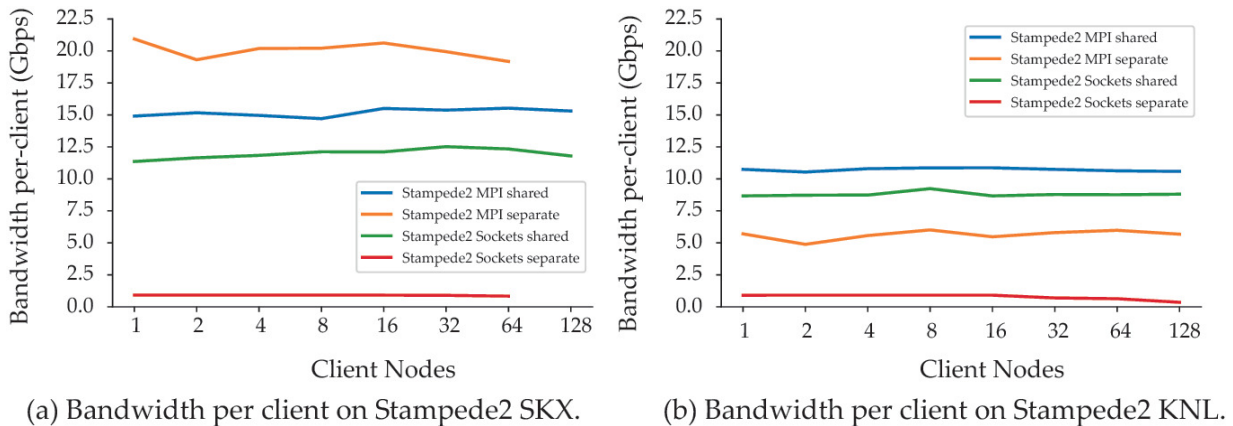 Bandwidth per-client (Gbps)
22.5
20.0
17.5
15.0
12.5
10.0
7.5
5.0
2.5
0.0
Stampede2 MPI shared
Stampede2 MPI separate
Stampede2 Sockets shared
Stampede2 Sockets separate
1 2 4 8 16 32 64 128
Client Nodes
(a) Bandwidth per client on Stampede2 SKX.
Bandwidth per-client (Gbps)
22.5
20.0
17.5
15.0
12.5
10.0
7.5
5.0
2.5
0.0
Stampede2 MPI shared
Stampede2 MPI separate
Stampede2 Sockets shared
Stampede2 Sockets separate
1 2 4 8 16 32 64 128
Client Nodes
(b) Bandwidth per client on Stampede2 KNL.